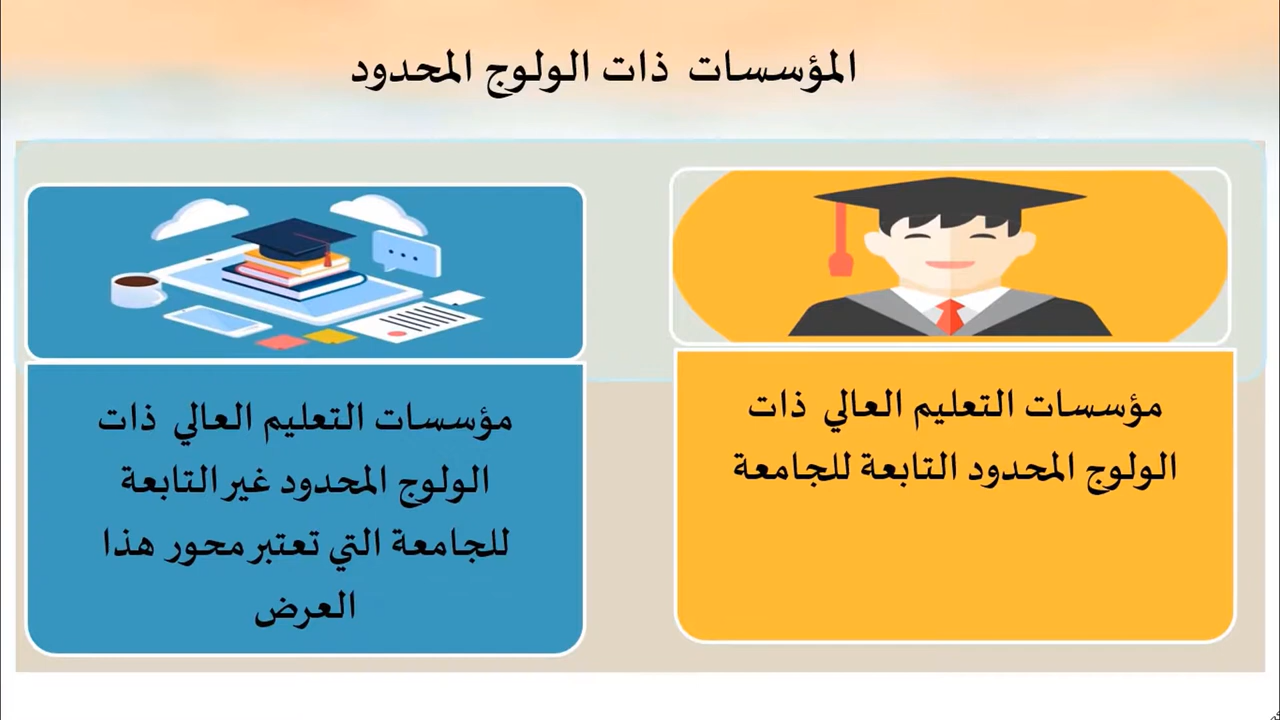 المؤسسات ذات الولوج المحدود
مؤسسات التعليم العالي ذات
الولوج المحدود التابعة للجامعة
مؤسسات التعليم العالي ذات
الولوج المحدود غير التابعة
للجامعة التي تعتبر محور هذا
العرض